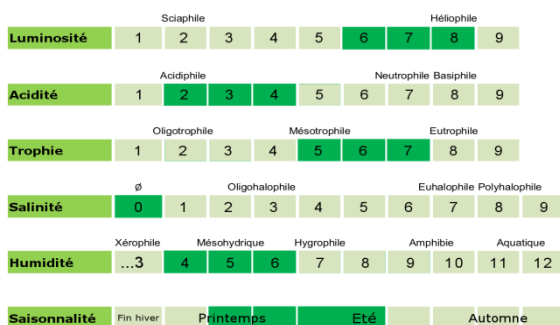 Sciaphile Héliophile
Luminosité 1 2 3 4 5 6 7 8 9
Acidiphile Neutrophile Basiphile
Acidité 1 2 3 4 5 6 7 8 9
Oligotrophile Mésotrophile Eutrophile
Trophie 1 2 3 4 5 6 7 8 9
Ø Oligohalophile Euhalophile Polyhalophile
Salinité 0 1 2 3 4 5 6 7 8 9
Xérophile Mésohydrique Hygrophile Amphibie Aquatique
Humidité ...3 4 5 6 7 8 9 10 11 12
Saisonnalité Fin hiver Printemps Eté Automne